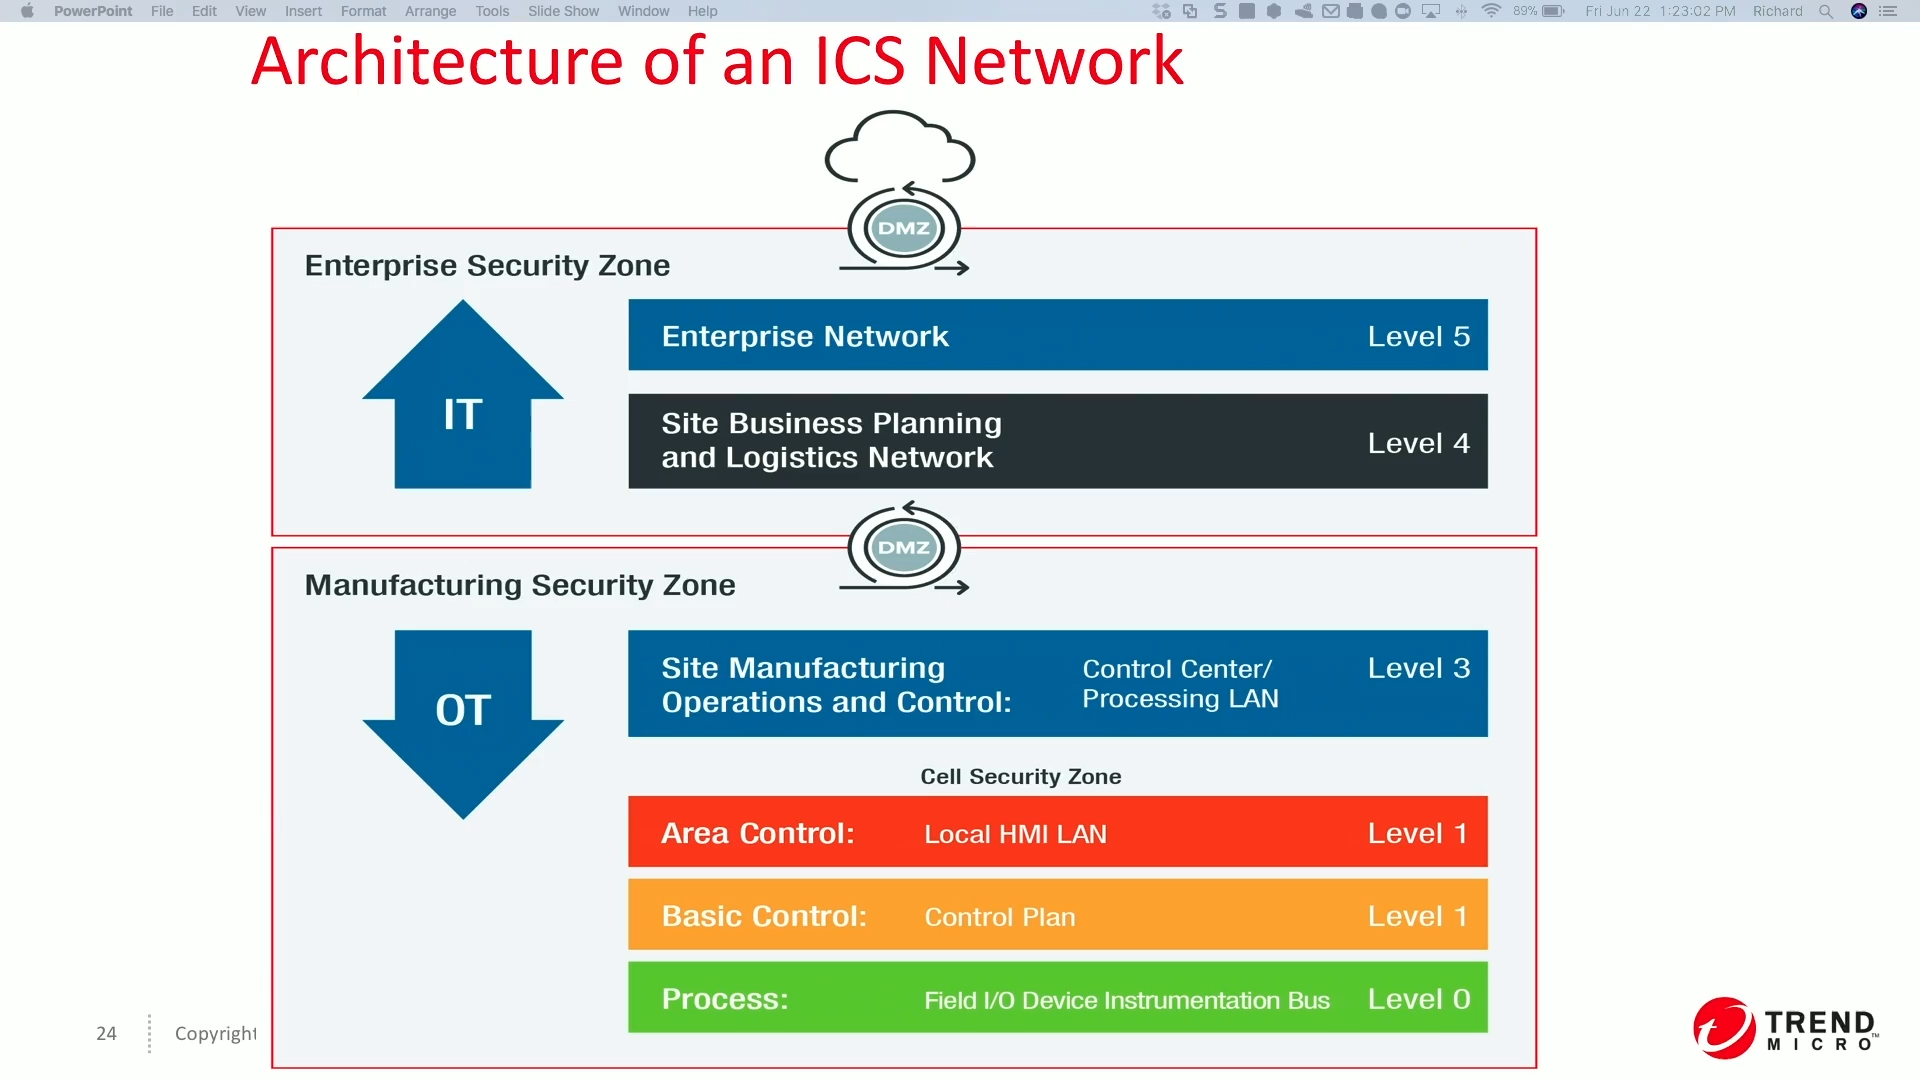 PowerPoint File Edit View Insert Format Arrange Tools Slide Show Window Help 89% Fri Jun 22 1:23:02 PM Richard
Architecture of an ICS Network
DMZ
Enterprise Security Zone
IT
Enterprise Network Level 5
Site Business Planning
and Logistics Network
Level 4
DMZ
Manufacturing Security Zone
OT
Site Manufacturing
Operations and Control:
Control Center/
Processing LAN
Level 3
Cell Security Zone
Area Control: Local HMI LAN Level 1
Basic Control: Control Plan Level 1
Process: Field I/O Device Instrumentation Bus Level 0
24 Copyright
TREND
MICRO™